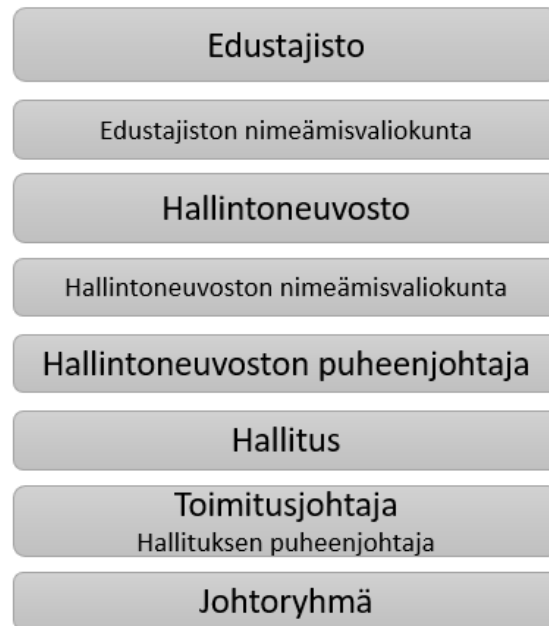 Edustajisto
Edustajiston nimeämisvaliokunta
Hallintoneuvosto
Hallintoneuvoston nimeämisvaliokunta
Hallintoneuvoston puheenjohtaja
Hallitus
Toimitusjohtaja
Hallituksen puheenjohtaja
Johtoryhmä